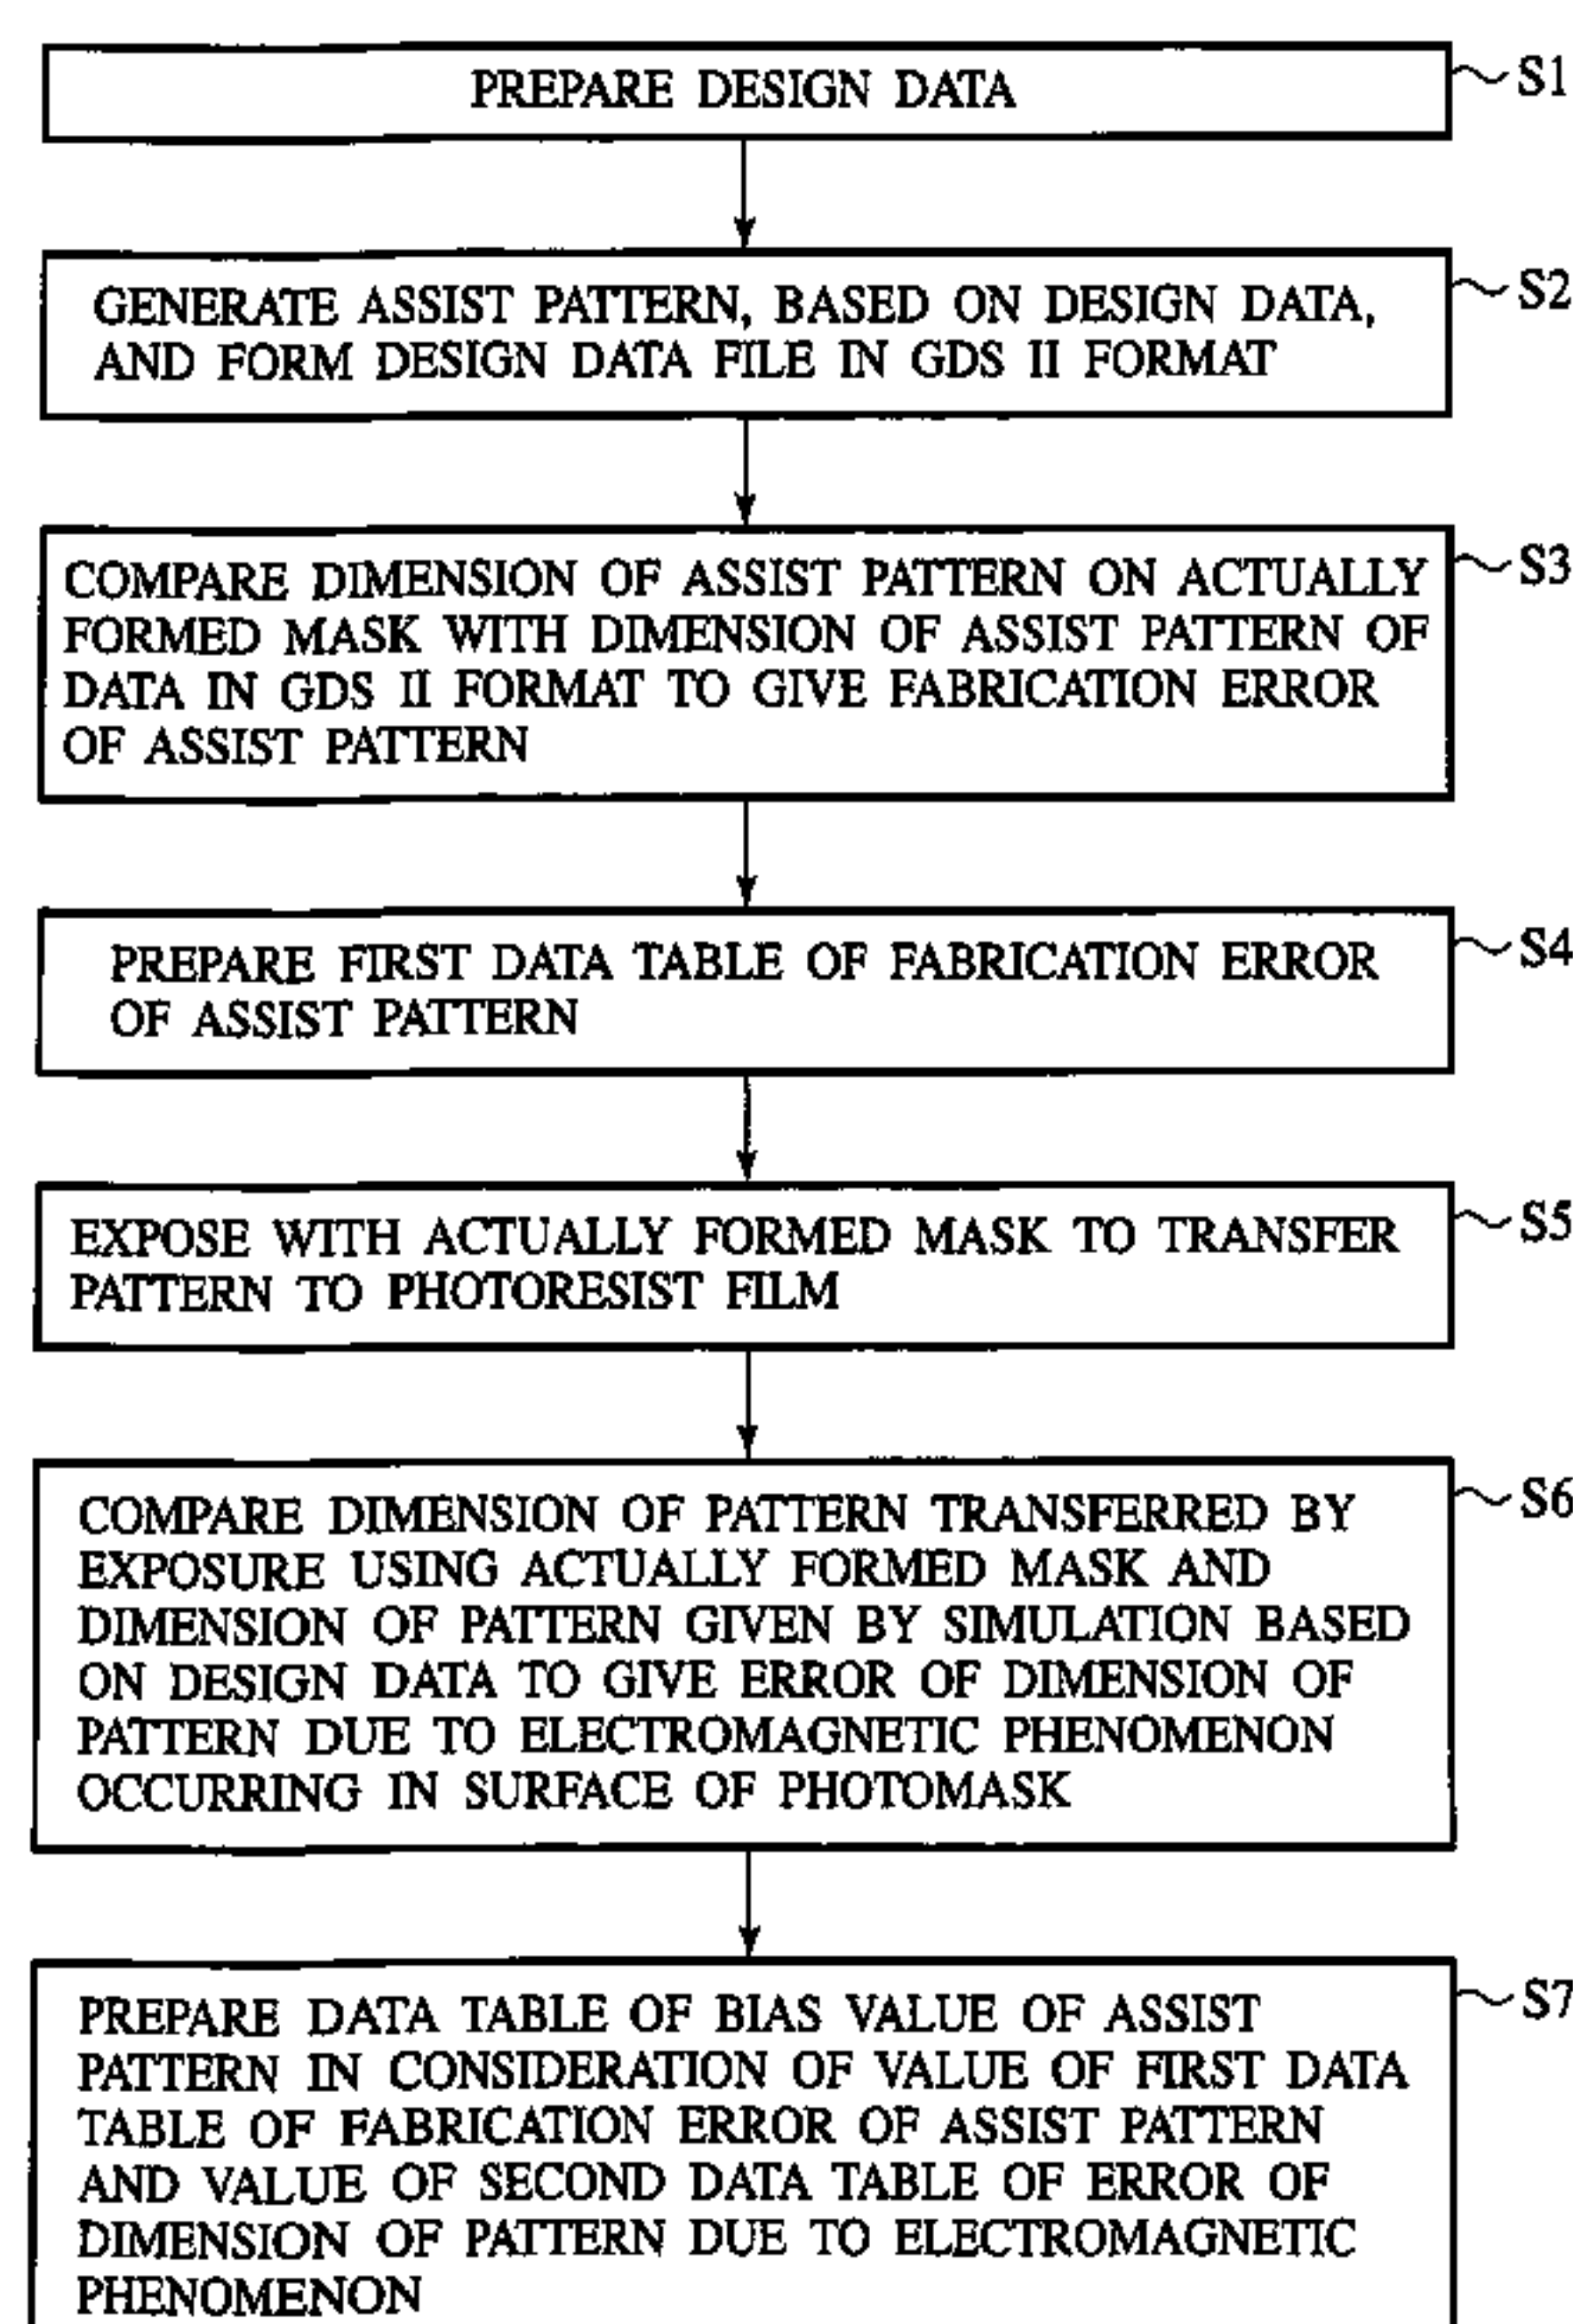 PREPARE DESIGN DATA
S1
GENERATE ASSIST PATTERN, BASED ON DESIGN DATA,
AND FORM DESIGN DATA FILE IN GDS II FORMAT
S2
COMPARE DIMENSION OF ASSIST PATTERN ON ACTUALLY
FORMED MASK WITH DIMENSION OF ASSIST PATTERN OF
DATA IN GDS II FORMAT TO GIVE FABRICATION ERROR
OF ASSIST PATTERN
S3
PREPARE FIRST DATA TABLE OF FABRICATION ERROR
OF ASSIST PATTERN
S4
EXPOSE WITH ACTUALLY FORMED MASK TO TRANSFER
PATTERN TO PHOTORESIST FILM
S5
COMPARE DIMENSION OF PATTERN TRANSFERRED BY
EXPOSURE USING ACTUALLY FORMED MASK AND
DIMENSION OF PATTERN GIVEN BY SIMULATION BASED
ON DESIGN DATA TO GIVE ERROR OF DIMENSION OF
PATTERN DUE TO ELECTROMAGNETIC PHENOMENON
OCCURRING IN SURFACE OF PHOTOMASK
S6
PREPARE DATA TABLE OF BIAS VALUE OF ASSIST
PATTERN IN CONSIDERATION OF VALUE OF FIRST DATA
TABLE OF FABRICATION ERROR OF ASSIST PATTERN
AND VALUE OF SECOND DATA TABLE OF ERROR OF
DIMENSION OF PATTERN DUE TO ELECTROMAGNETIC
PHENOMENON
S7